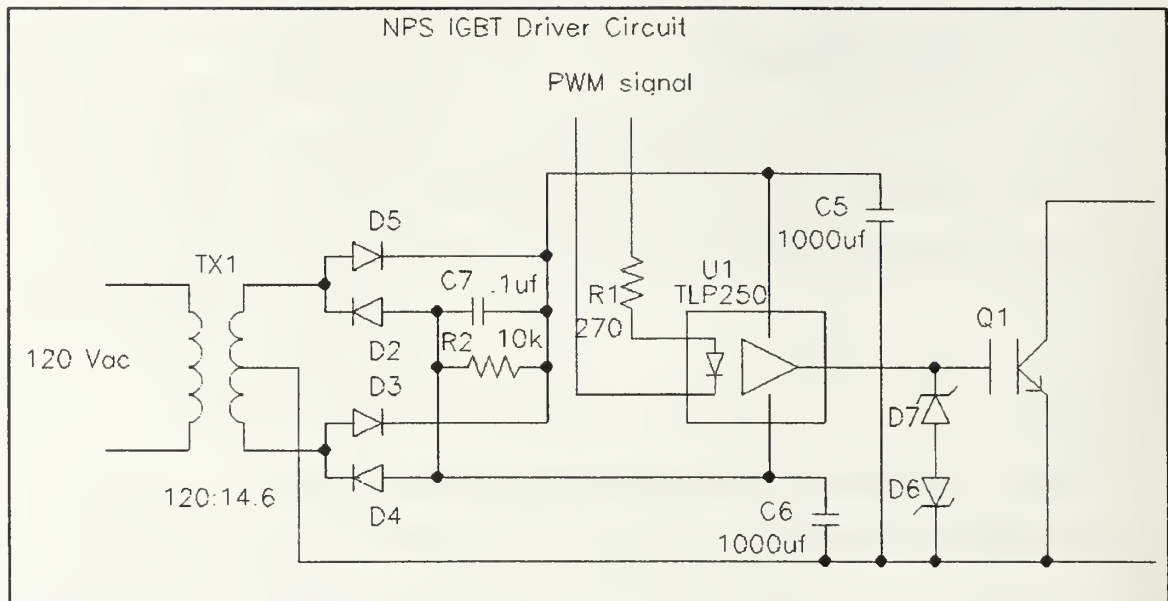 NPS IGBT Driver Circuit
PWM signal
D5
TX1
C7 .1uf
R2 10k
D2
D3
D4
120 Vac
120:14.6
R1
270
U1
TLP250
C5
1000uf
Q1
D7
D6
C6
1000uf